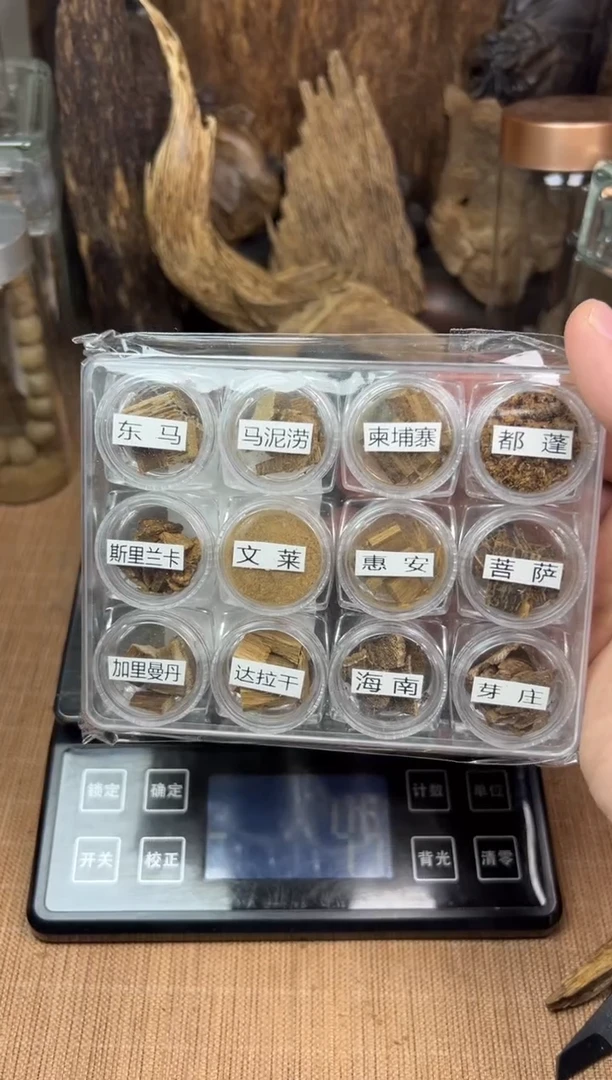 东马
马泥涝
柬埔寨
都蓬
斯里兰卡
文莱
惠安
菩萨
加里曼丹
达拉干
海南
芽庄
锁定
确定
计数
单位
开关
校正
背光
清零